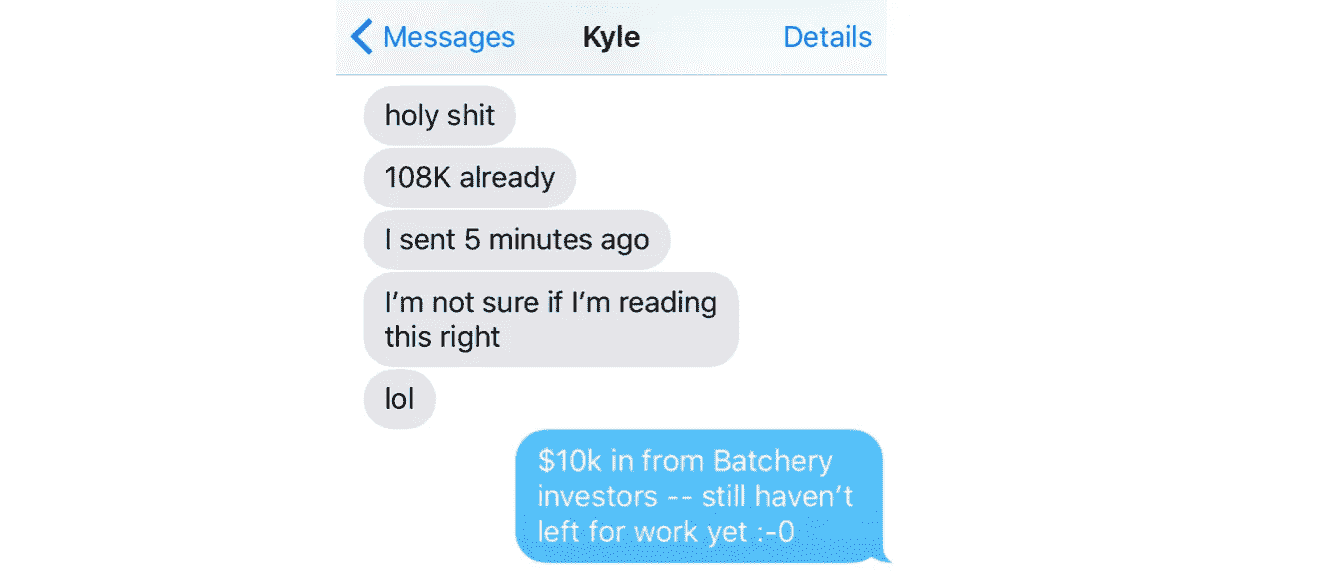 Messages Kyle Details
holy shit
108K already
I sent 5 minutes ago
I’m not sure if I’m reading
this right
lol
$10k in from Batchery
investors -- still haven’t
left for work yet :-0